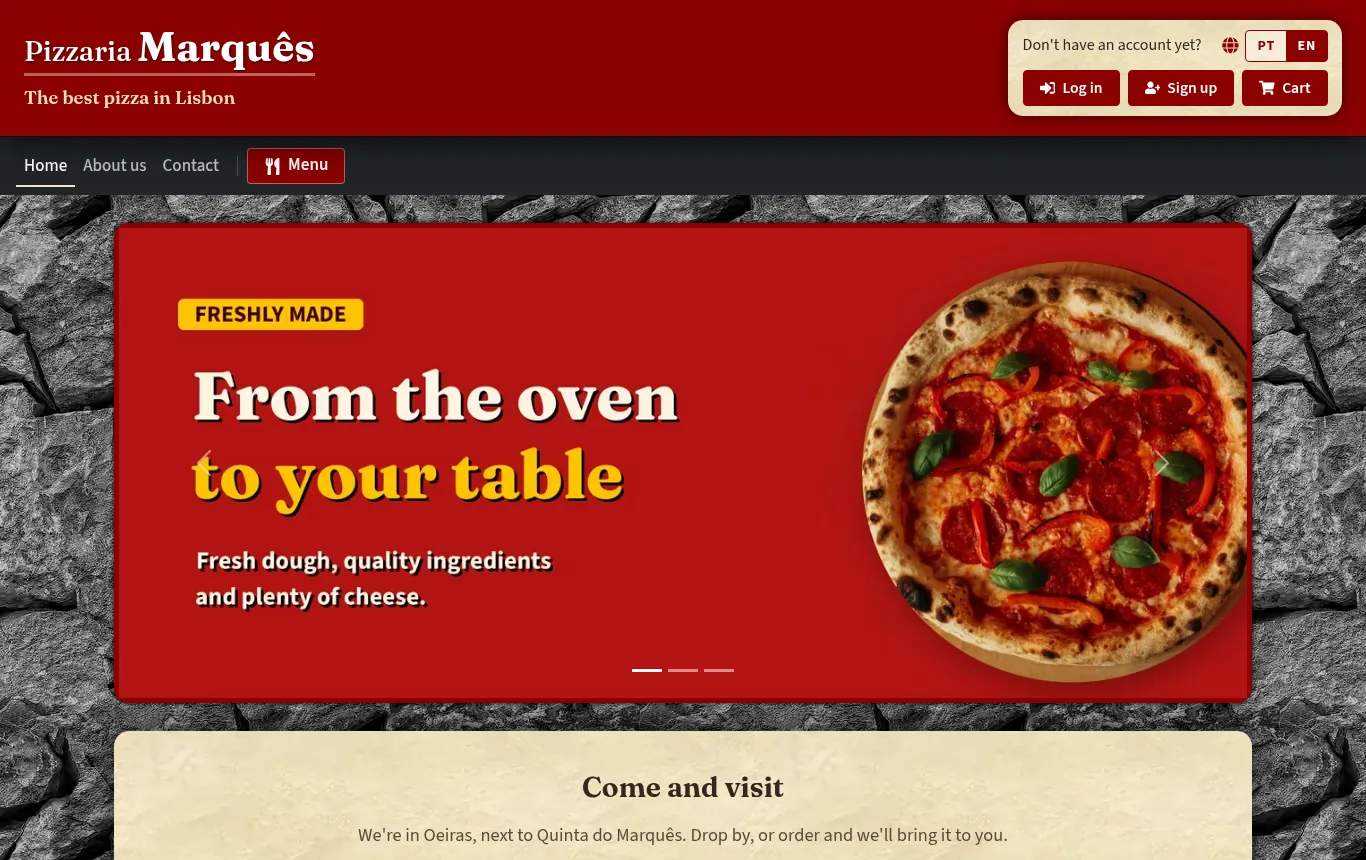 Pizzaria Marquês
The best pizza in Lisbon
Don't have an account yet?
PT
EN
Log in
Sign up
Cart
Home
About us
Contact
Menu
FRESHLY MADE
From the oven
to your table
Fresh dough, quality ingredients
and plenty of cheese.
Come and visit
We're in Oeiras, next to Quinta do Marquês. Drop by, or order and we'll bring it to you.